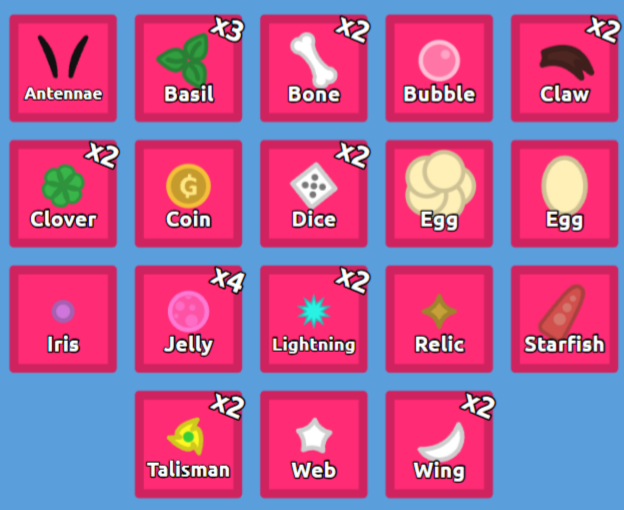 Antennae
x3
Basil
x2
Bone
Bubble
x2
Claw
x2
Clover
G
Coin
x2
Dice
Egg
Egg
Iris
x4
Jelly
x2
Lightning
Relic
Starfish
x2
Talisman
Web
x2
Wing